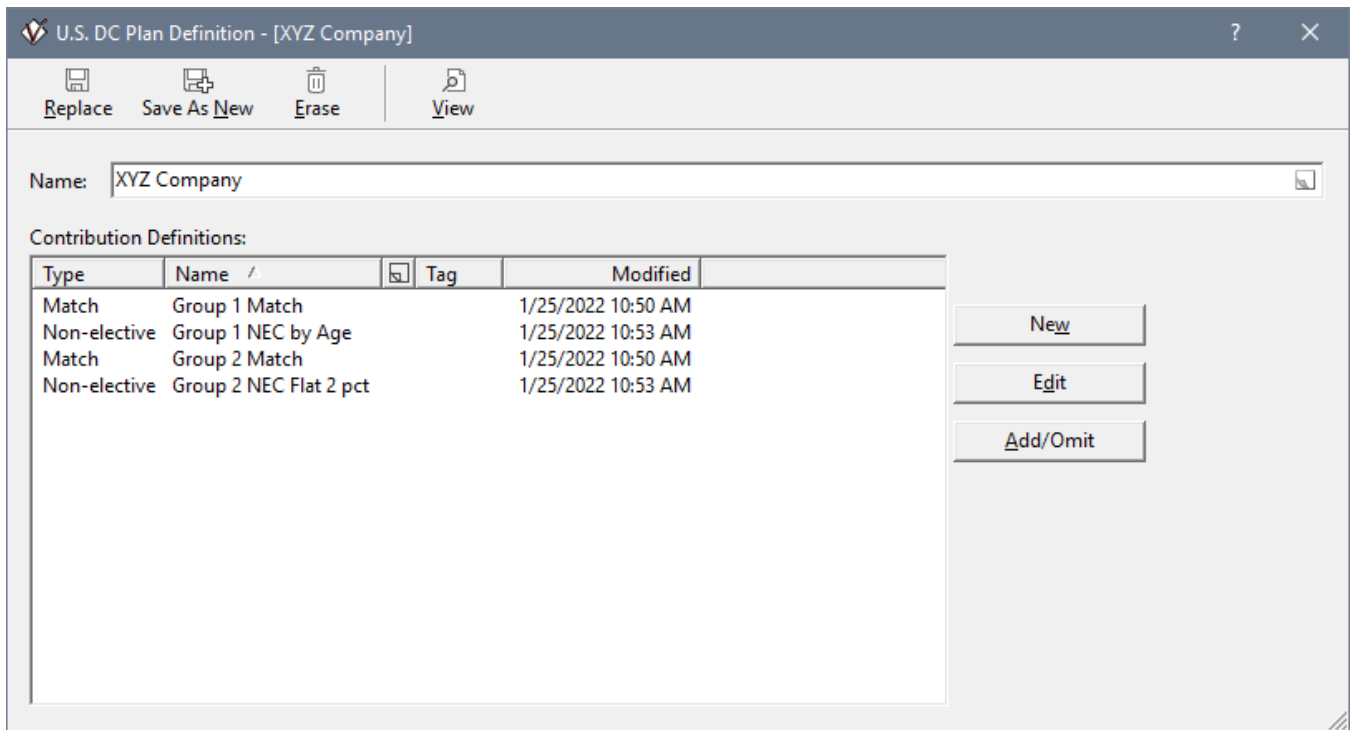 U.S. DC Plan Definition - [XYZ Company] ?
Replace Save As New Erase View
Name: XYZ Company
Contribution Definitions:
Type Name Tag Modified
Match Group 1 Match 1/25/2022 10:50 AM
Non-elective Group 1 NEC by Age 1/25/2022 10:53 AM
Match Group 2 Match 1/25/2022 10:50 AM
Non-elective Group 2 NEC Flat 2 pct 1/25/2022 10:53 AM
New
Edit
Add/Omit